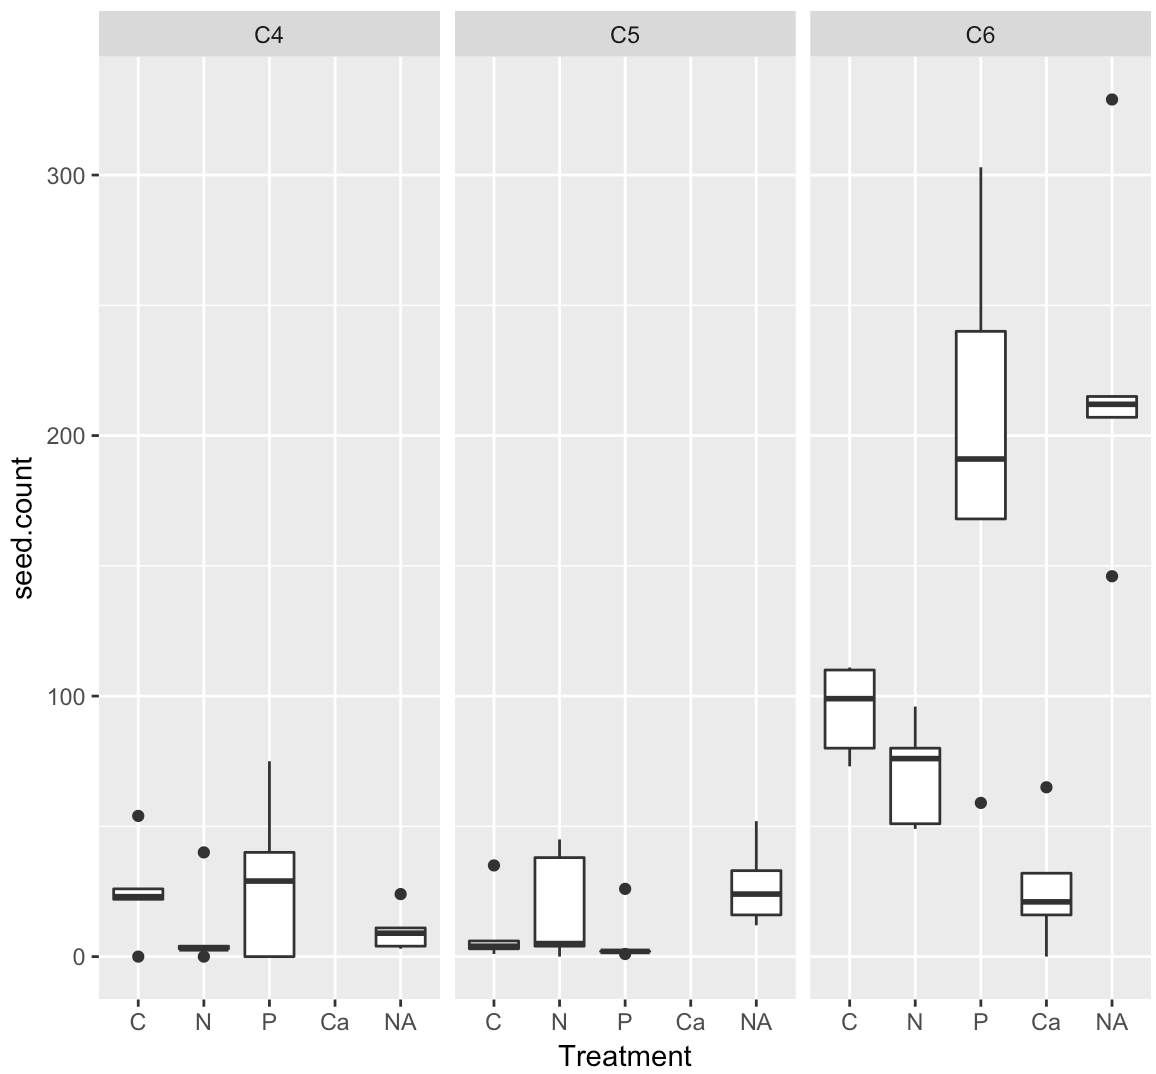 C4 C5 C6
300
200
100
0
seed.count
C N P Ca NA C N P Ca NA C N P Ca NA
Treatment